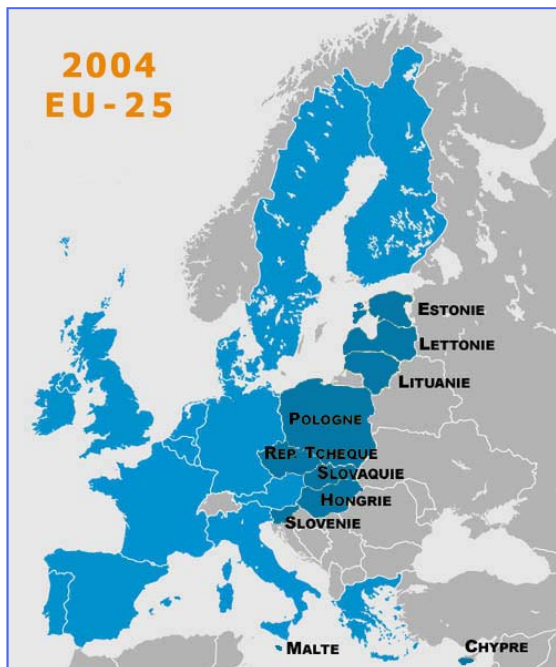 2004
EU-25
ESTONIE
LETTONIE
LITUANIE
POLOGNE
REP. TCHEQUE
SLOVAQUIE
HONGRIE
SLOVENIE
MALTE
CHYPRE